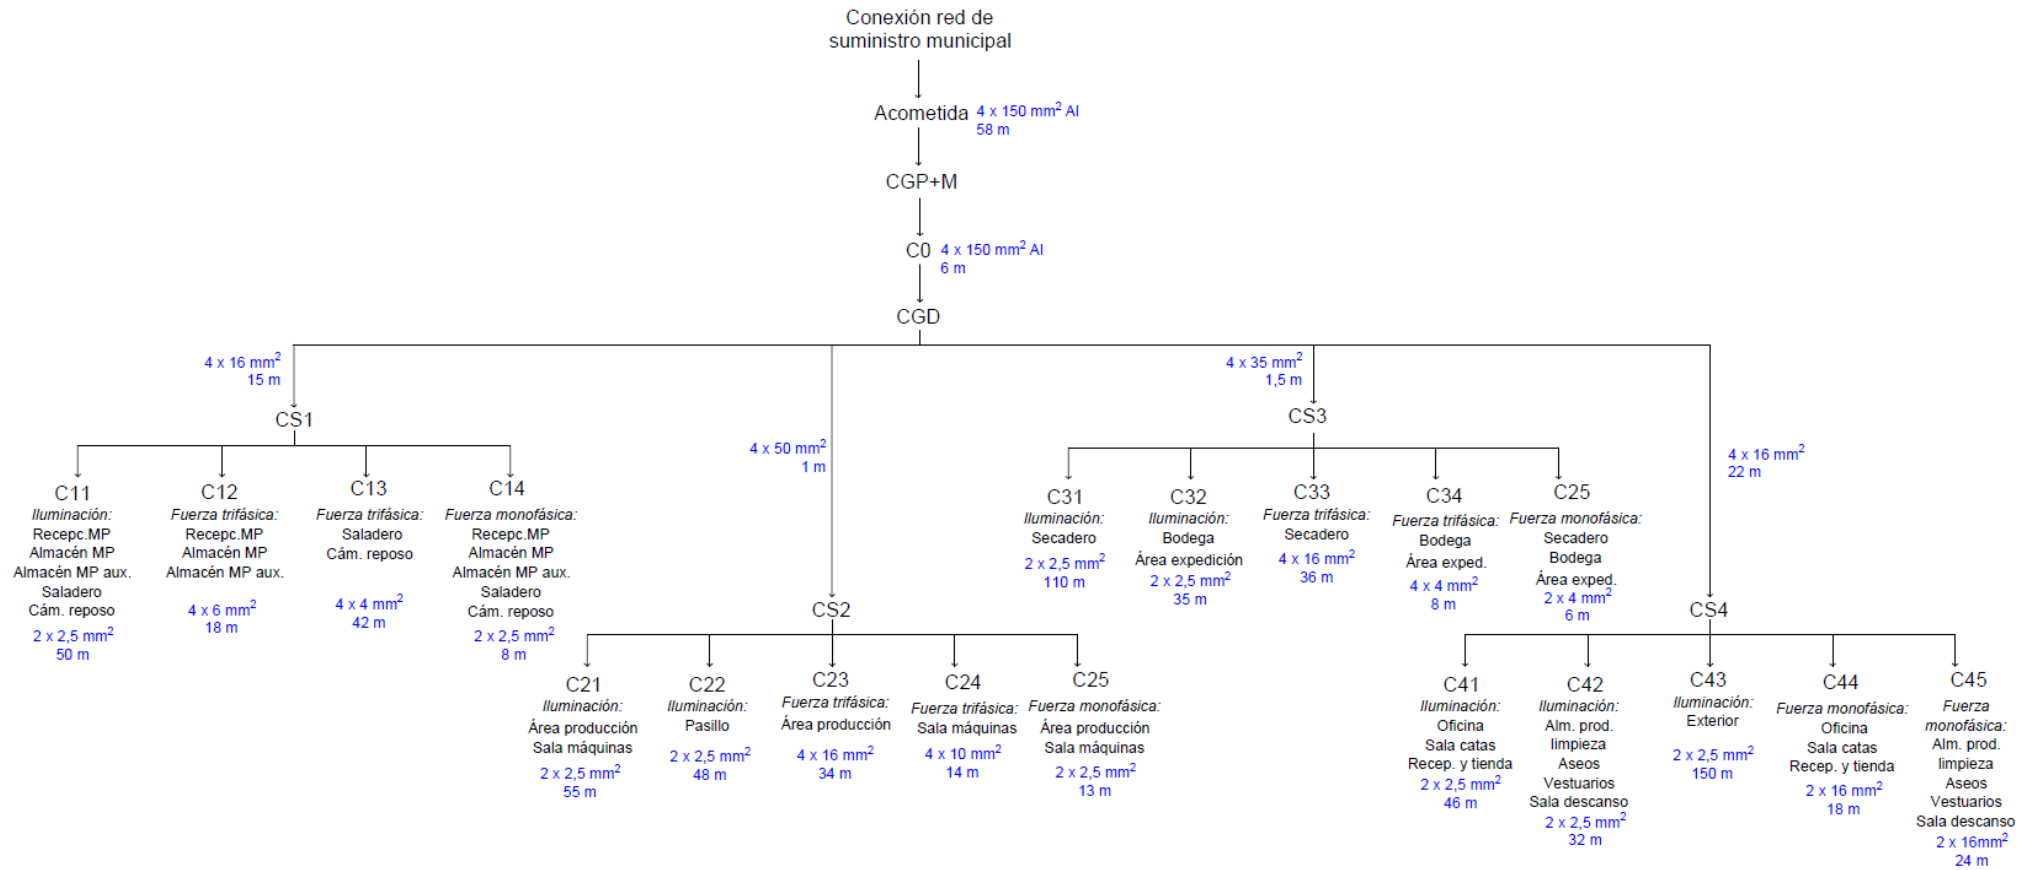 Conexión red de
suministro municipal
Acometida
4 x 150 mm² Al
58 m
CGP+M
C0
4 x 150 mm² Al
6 m
CGD
4 x 16 mm²
15 m
CS1
C11
Iluminación:
Recepc.MP
Almacén MP
Almacén MP aux.
Saladero
Cám. reposo
2 x 2,5 mm²
50 m
C12
Fuerza trifásica:
Recepc.MP
Almacén MP
Almacén MP aux.
4 x 6 mm²
18 m
C13
Fuerza trifásica:
Saladero
Cám. reposo
4 x 4 mm²
42 m
C14
Fuerza monofásica:
Recepc.MP
Almacén MP
Almacén MP aux.
Saladero
Cám. reposo
2 x 2,5 mm²
8 m
4 x 50 mm²
1 m
CS2
C21
Iluminación:
Área producción
Sala máquinas
2 x 2,5 mm²
55 m
C22
Iluminación:
Pasillo
2 x 2,5 mm²
48 m
C23
Fuerza trifásica:
Área producción
4 x 16 mm²
34 m
C24
Fuerza trifásica:
Sala máquinas
4 x 10 mm²
14 m
C25
Fuerza monofásica:
Área producción
Sala máquinas
2 x 2,5 mm²
13 m
4 x 35 mm²
1,5 m
CS3
C31
Iluminación:
Secadero
2 x 2,5 mm²
110 m
C32
Iluminación:
Bodega
Área expedición
2 x 2,5 mm²
35 m
C33
Fuerza trifásica:
Secadero
4 x 16 mm²
36 m
C34
Fuerza trifásica:
Bodega
Área exped.
4 x 4 mm²
8 m
C25
Fuerza monofásica:
Secadero
Bodega
Área exped.
2 x 4 mm²
6 m
4 x 16 mm²
22 m
CS4
C41
Iluminación:
Oficina
Sala catas
Recep. y tienda
2 x 2,5 mm²
46 m
C42
Iluminación:
Alm. prod.
limpieza
Aseos
Vestuarios
Sala descanso
2 x 2,5 mm²
32 m
C43
Iluminación:
Exterior
2 x 2,5 mm²
150 m
C44
Fuerza monofásica:
Oficina
Sala catas
Recep. y tienda
2 x 16 mm²
18 m
C45
Fuerza
monofásica:
Alm. prod.
limpieza
Aseos
Vestuarios
Sala descanso
2 x 16mm²
24 m